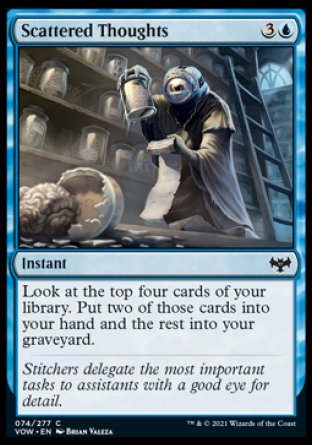 Scattered Thoughts 3
Instant
Look at the top four cards of your
library. Put two of those cards into
your hand and the rest into your
graveyard.
Stitchers delegate the most important
tasks to assistants with a good eye for
detail.
074/277 C
VOW • EN Brian Valeza
™ & © 2021 Wizards of the Coast